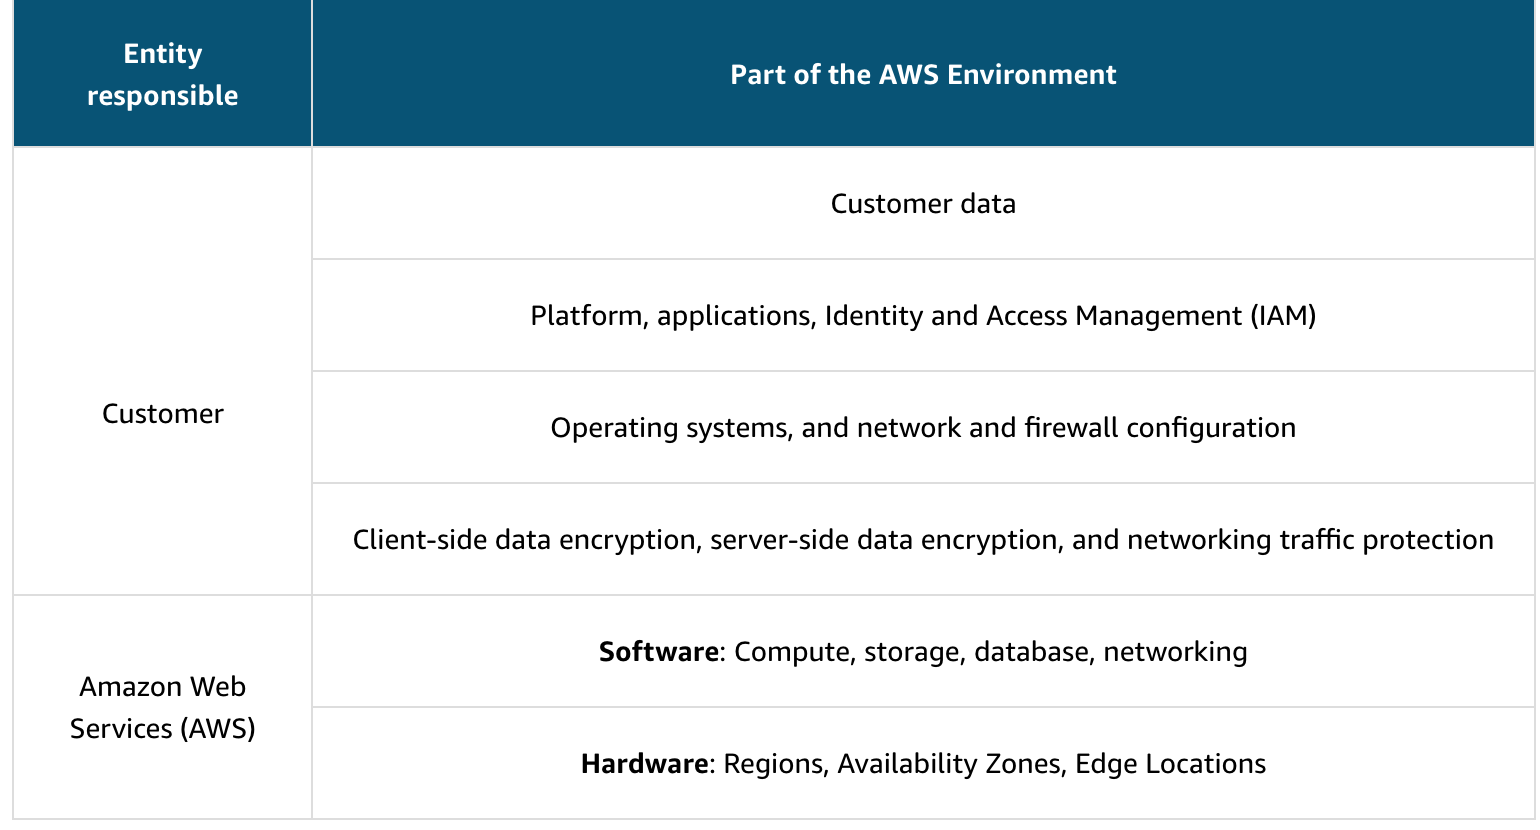 Entity
responsible
Part of the AWS Environment
Customer
Customer data
Platform, applications, Identity and Access Management (IAM)
Operating systems, and network and firewall configuration
Client-side data encryption, server-side data encryption, and networking traffic protection
Amazon Web
Services (AWS)
Software: Compute, storage, database, networking
Hardware: Regions, Availability Zones, Edge Locations